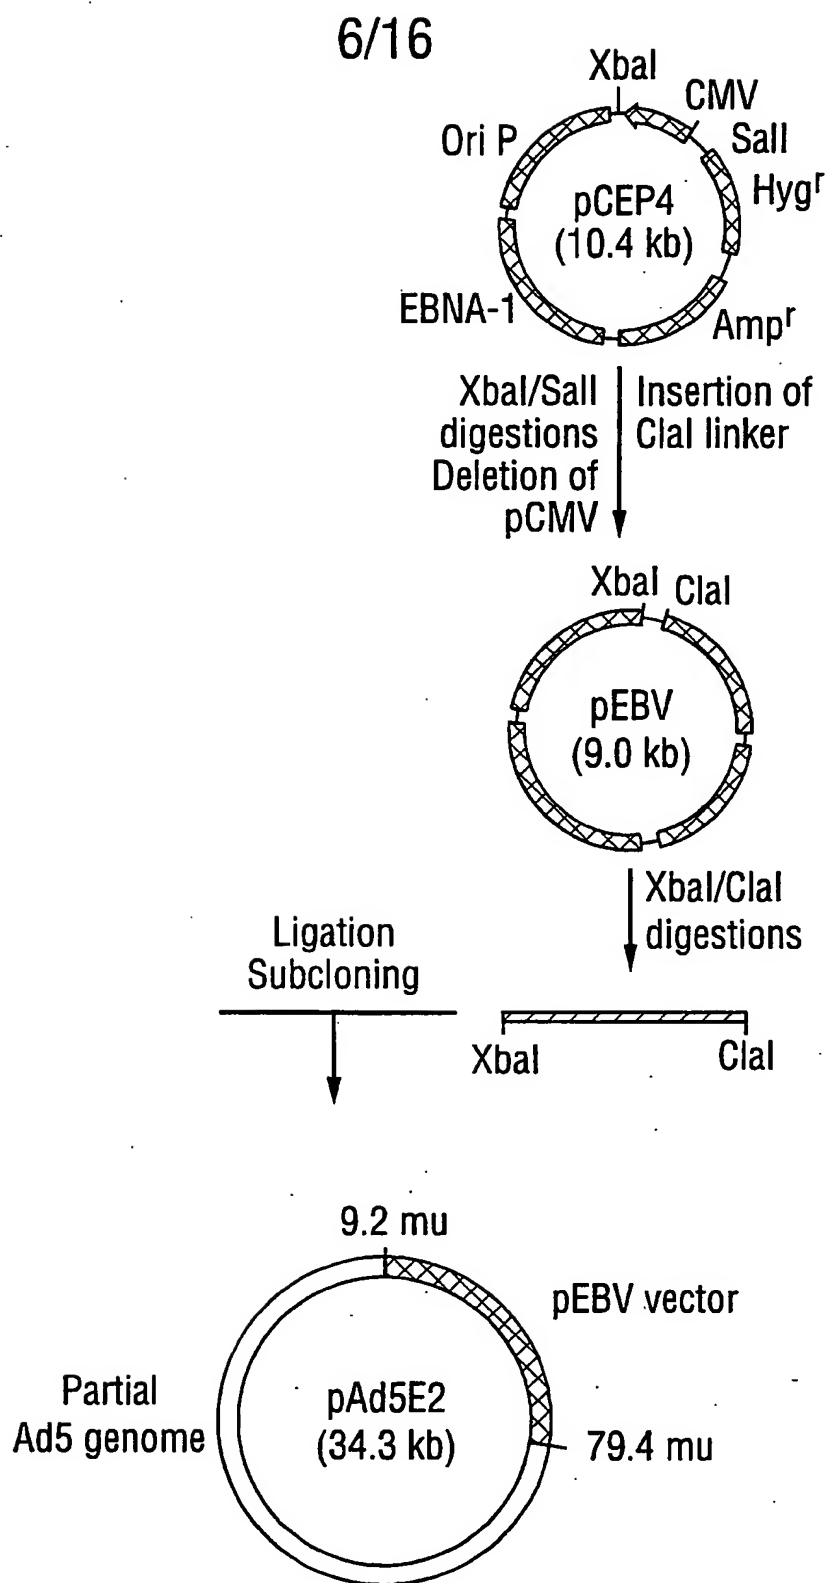 6/16
XbaI
CMV
SalI
Ori P
Hygr
pCEP4
(10.4 kb)
EBNA-1
Ampr
XbaI/SalI
digestions
Deletion of
pCMV
Insertion of
ClaI linker
XbaI
ClaI
pEBV
(9.0 kb)
XbaI/ClaI
digestions
Ligation
Subcloning
XbaI
ClaI
9.2 mu
pEBV vector
Partial
Ad5 genome
pAd5E2
(34.3 kb)
79.4 mu